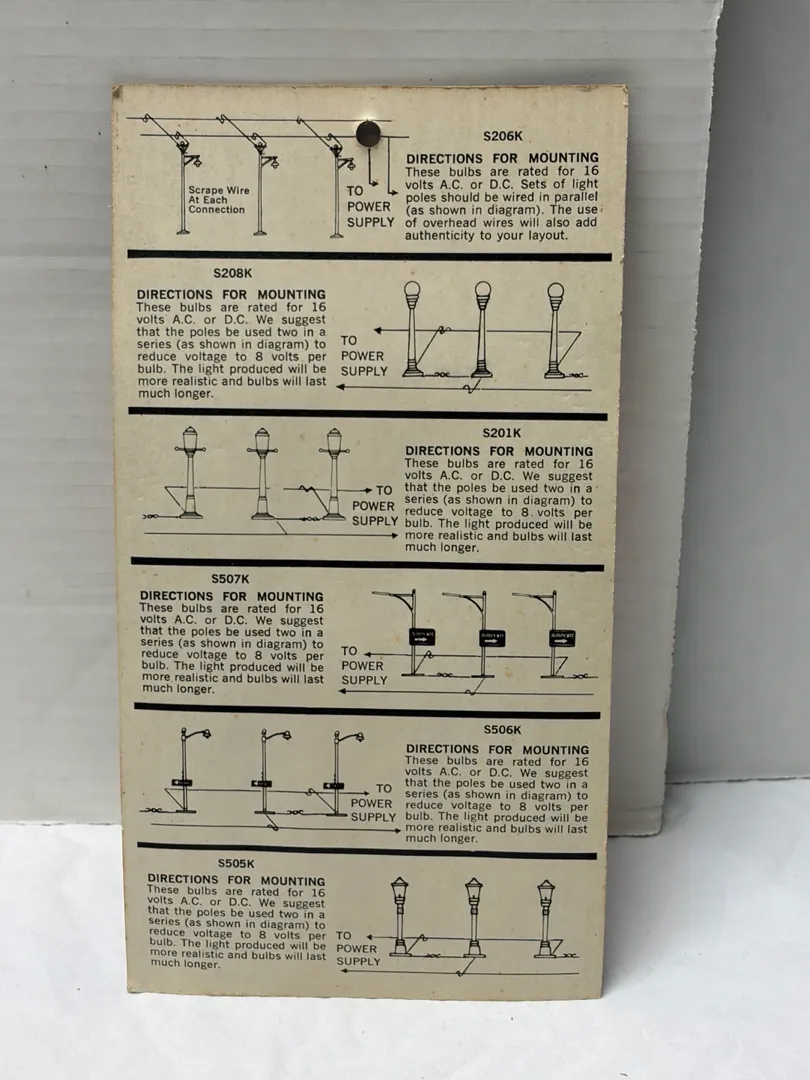 S206K
DIRECTIONS FOR MOUNTING
These bulbs are rated for 16
volts A.C. or D.C. Sets of light
poles should be wired in parallel
(as shown in diagram). The use
of overhead wires will also add
authenticity to your layout.
Scrape Wire
At Each
Connection
TO
POWER
SUPPLY
S208K
DIRECTIONS FOR MOUNTING
These bulbs are rated for 16
volts A.C. or D.C. We suggest
that the poles be used two in a
series (as shown in diagram) to
reduce voltage to 8 volts per
bulb. The light produced will be
more realistic and bulbs will last
much longer.
TO
POWER
SUPPLY
S201K
DIRECTIONS FOR MOUNTING
These bulbs are rated for 16
volts A.C. or D.C. We suggest
that the poles be used two in a
series (as shown in diagram) to
reduce voltage to 8 volts per
bulb. The light produced will be
more realistic and bulbs will last
much longer.
TO
POWER
SUPPLY
S507K
DIRECTIONS FOR MOUNTING
These bulbs are rated for 16
volts A.C. or D.C. We suggest
that the poles be used two in a
series (as shown in diagram) to
reduce voltage to 8 volts per
bulb. The light produced will be
more realistic and bulbs will last
much longer.
AIRPORT
AIRPORT
AIRPORT
TO
POWER
SUPPLY
S506K
DIRECTIONS FOR MOUNTING
These bulbs are rated for 16
volts A.C. or D.C. We suggest
that the poles be used two in a
series (as shown in diagram) to
reduce voltage to 8 volts per
bulb. The light produced will be
more realistic and bulbs will last
much longer.
TO
POWER
SUPPLY
S505K
DIRECTIONS FOR MOUNTING
These bulbs are rated for 16
volts A.C. or D.C. We suggest
that the poles be used two in a
series (as shown in diagram) to
reduce voltage to 8 volts per
bulb. The light produced will be
more realistic and bulbs will last
much longer.
TO
POWER
SUPPLY